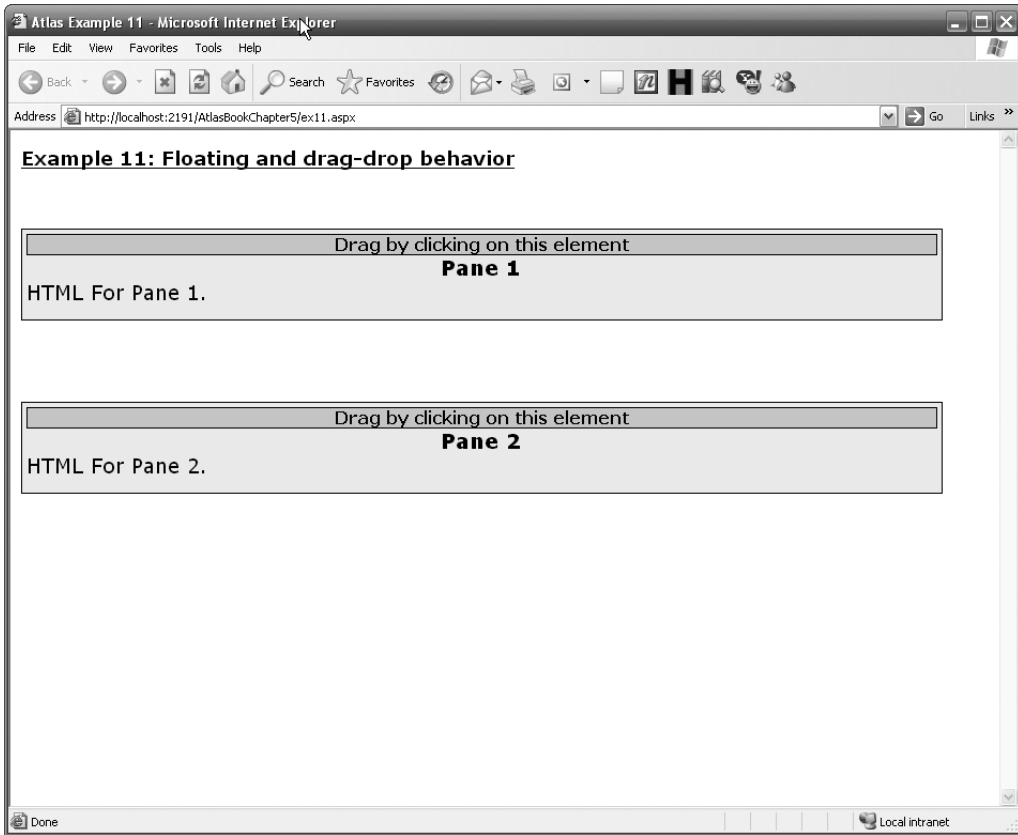 Atlas Example 11 - Microsoft Internet Explorer
File Edit View Favorites Tools Help
Back Search Favorites
Address http://localhost:2191/AtlasBookChapter5/ex11.aspx Go Links »
Example 11: Floating and drag-drop behavior
Drag by clicking on this element
Pane 1
HTML For Pane 1.
Drag by clicking on this element
Pane 2
HTML For Pane 2.
Done Local intranet